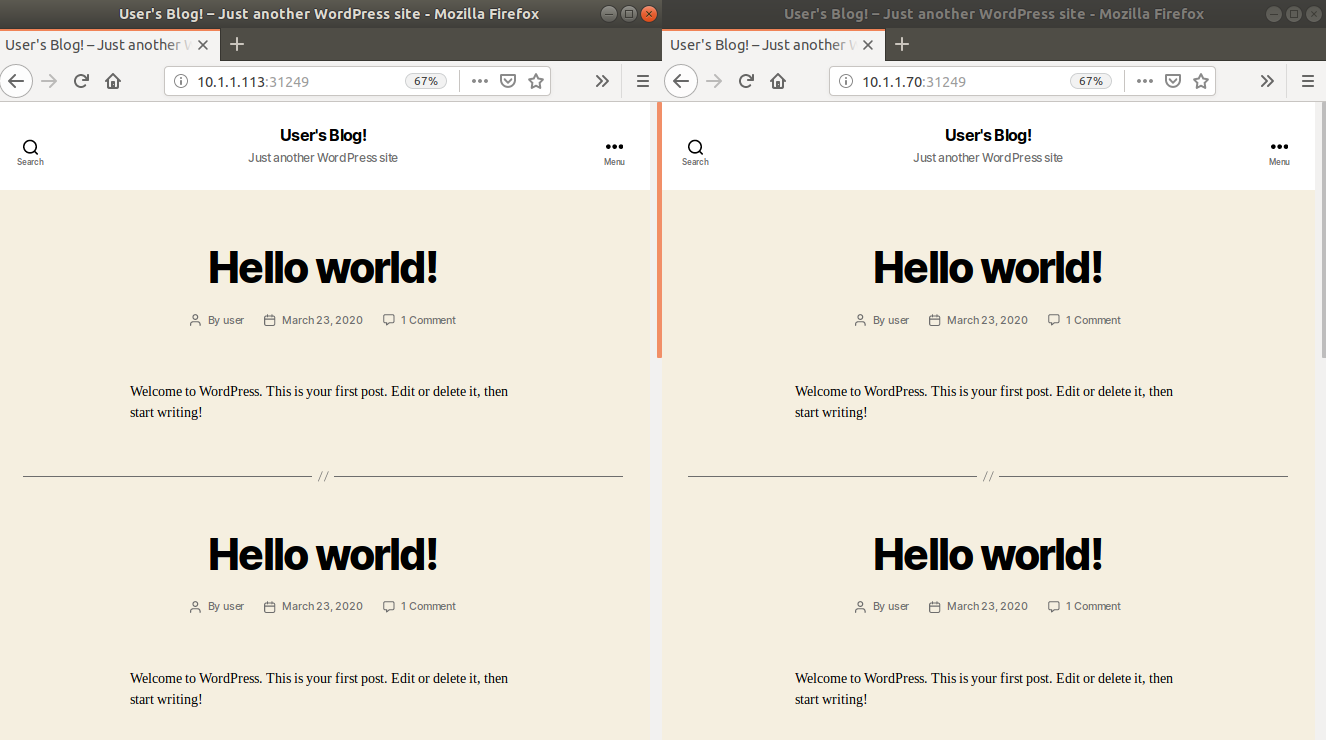 User's Blog! – Just another WordPress site - Mozilla Firefox
User's Blog! – Just another W
10.1.1.113:31249
67%
Search
User's Blog!
Just another WordPress site
Menu
Hello world!
By user
March 23, 2020
1 Comment
Welcome to WordPress. This is your first post. Edit or delete it, then
start writing!
//
Hello world!
By user
March 23, 2020
1 Comment
Welcome to WordPress. This is your first post. Edit or delete it, then
start writing!
User's Blog! – Just another WordPress site - Mozilla Firefox
User's Blog! – Just another W
10.1.1.70:31249
67%
Search
User's Blog!
Just another WordPress site
Menu
Hello world!
By user
March 23, 2020
1 Comment
Welcome to WordPress. This is your first post. Edit or delete it, then
start writing!
//
Hello world!
By user
March 23, 2020
1 Comment
Welcome to WordPress. This is your first post. Edit or delete it, then
start writing!